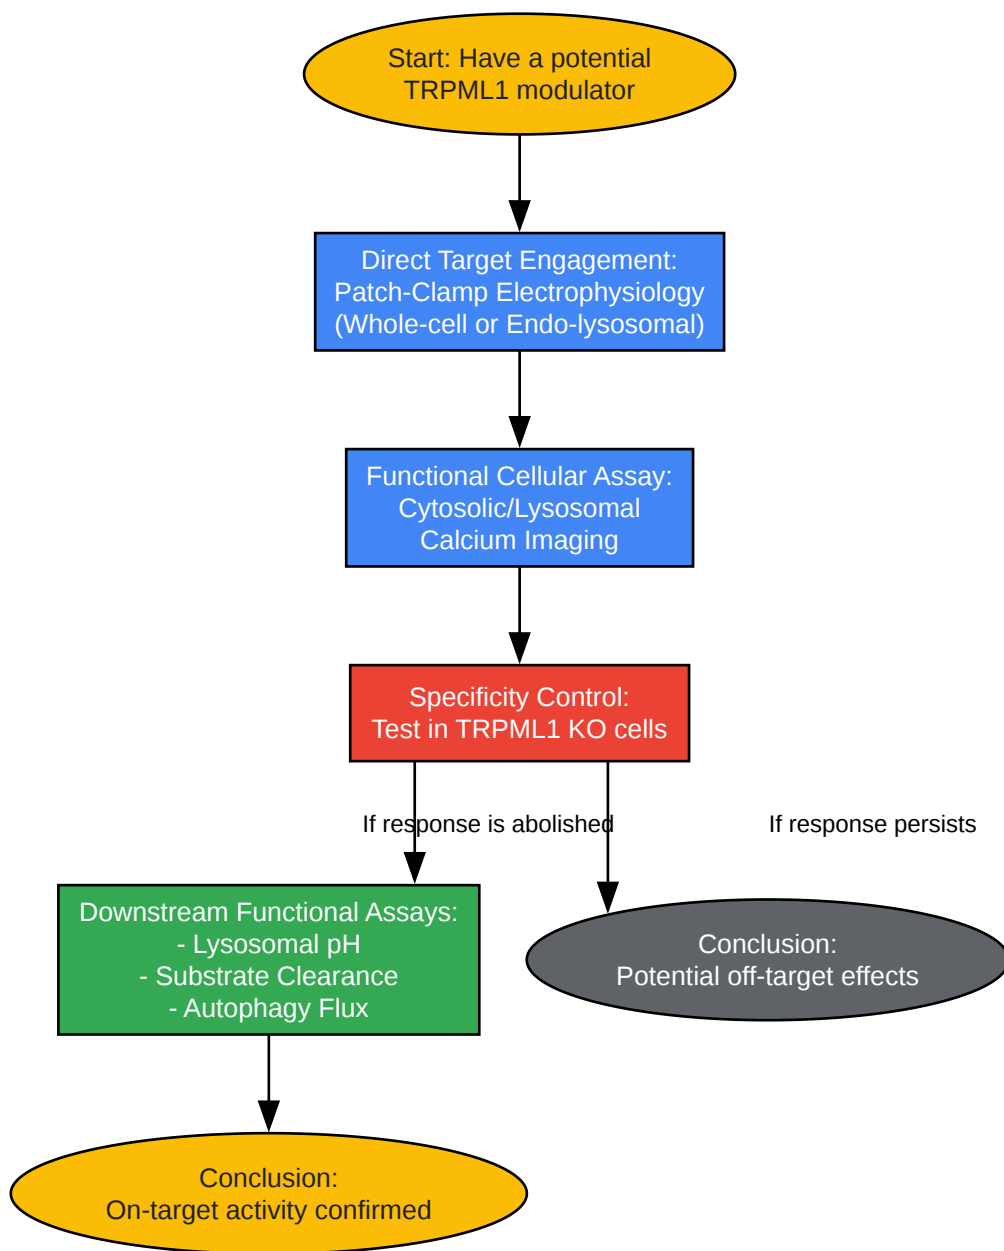 Start: Have a potential
TRPML1 modulator
Direct Target Engagement:
Patch-Clamp Electrophysiology
(Whole-cell or Endo-lysosomal)
Functional Cellular Assay:
Cytosolic/Lysosomal
Calcium Imaging
Specificity Control:
Test in TRPML1 KO cells
If response is abolished
If response persists
Downstream Functional Assays:
- Lysosomal pH
- Substrate Clearance
- Autophagy Flux
Conclusion:
Potential off-target effects
Conclusion:
On-target activity confirmed